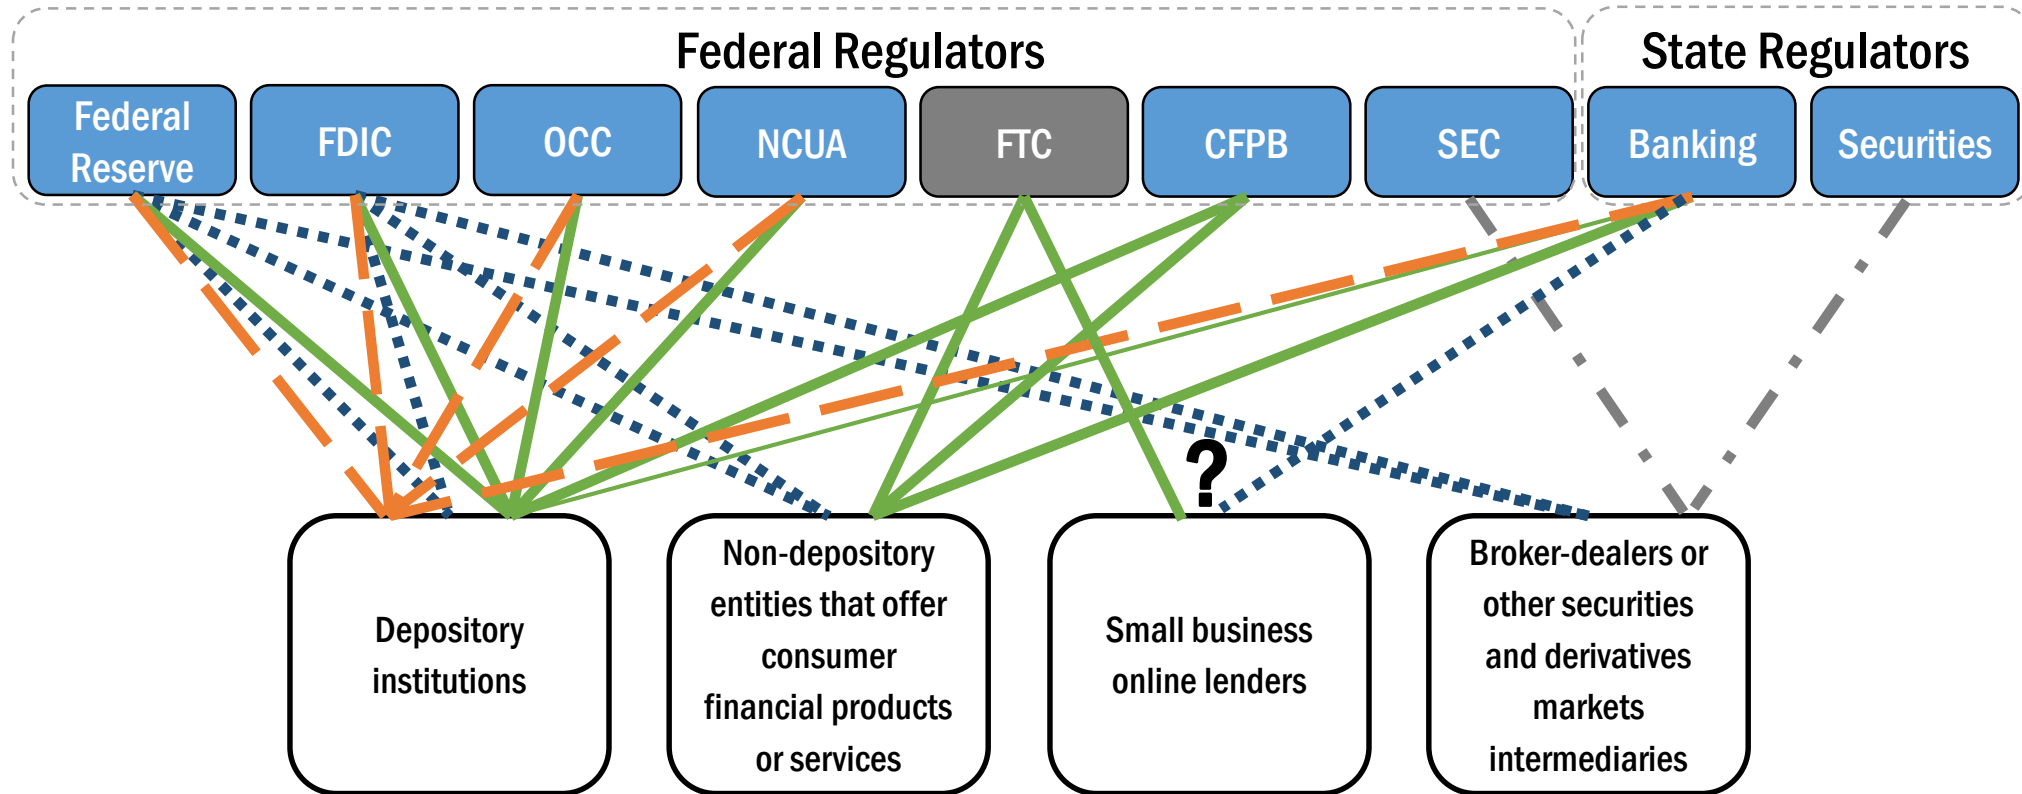 Federal Regulators
State Regulators
Federal
Reserve
FDIC
OCC
NCUA
FTC
CFPB
SEC
Banking
Securities
?
Depository
institutions
Non-depository
entities that offer
consumer
financial products
or services
Small business
online lenders
Broker-dealers or
other securities
and derivatives
markets
intermediaries